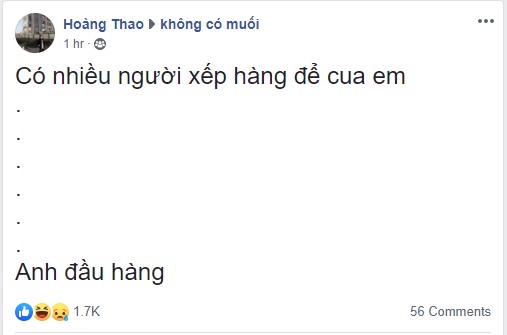 Hoàng Thao ▶ không có muối
1 hr ·
Có nhiều người xếp hàng để cua em
.
.
.
.
.
.
Anh đầu hàng
1.7K 56 Comments